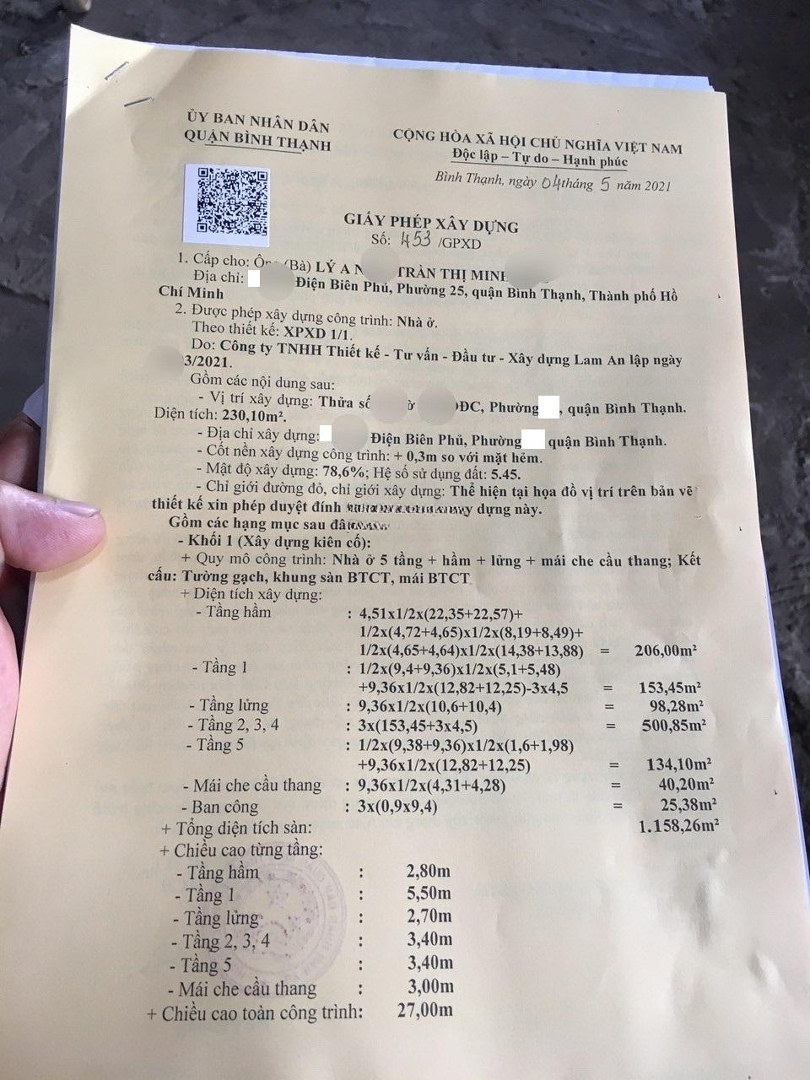 ỦY BAN NHÂN DÂN
QUẬN BÌNH THẠNH
CỘNG HÒA XÃ HỘI CHỦ NGHĨA VIỆT NAM
Độc lập – Tự do – Hạnh phúc
Bình Thạnh, ngày 04 tháng 5 năm 2021
GIẤY PHÉP XÂY DỰNG
Số: 453 /GPXD
1. Cấp cho: Ông (Bà) LÝ A TRẦN THỊ
Địa chỉ: Điện Biên Phủ, Phường 25, quận Bình Thạnh, Thành phố Hồ
Chí Minh
2. Được phép xây dựng công trình: Nhà ở.
Theo thiết kế: XPXD 1/1.
Do: Công ty TNHH Thiết kế - Tư vấn - Đầu tư - Xây dựng Lam An lập ngày
3/2021.
Gồm các nội dung sau:
- Vị trí xây dựng: Thửa số ĐC, Phường , quận Bình Thạnh.
Diện tích: 230,10m².
- Địa chỉ xây dựng: Điện Biên Phủ, Phường quận Bình Thạnh.
- Cốt nền xây dựng công trình: + 0,3m so với mặt hẻm.
- Mật độ xây dựng: 78,6%; Hệ số sử dụng đất: 5.45.
- Chỉ giới đường đỏ, chỉ giới xây dựng: Thể hiện tại họa đồ vị trí trên bản vẽ
thiết kế xin phép duyệt đính dựng này.
Gồm các hạng mục sau
- Khối 1 (Xây dựng kiên cố):
+ Quy mô công trình: Nhà ở 5 tầng + hầm + lửng + mái che cầu thang; Kết
cấu: Tường gạch, khung sàn BTCT, mái BTCT
+ Diện tích xây dựng:
- Tầng hầm : 4,51x1/2x(22,35+22,57)+
1/2x(4,72+4,65)x1/2x(8,19+8,49)+
1/2x(4,65+4,64)x1/2x(14,38+13,88) = 206,00m²
- Tầng 1 : 1/2x(9,4+9,36)x1/2x(5,1+5,48)
+9,36x1/2x(12,82+12,25)-3x4,5 = 153,45m²
- Tầng lửng : 9,36x1/2x(10,6+10,4) = 98,28m²
- Tầng 2, 3, 4 : 3x(153,45+3x4,5) = 500,85m²
- Tầng 5 : 1/2x(9,38+9,36)x1/2x(1,6+1,98)
+9,36x1/2x(12,82+12,25) = 134,10m²
- Mái che cầu thang : 9,36x1/2x(4,31+4,28) = 40,20m²
- Ban công : 3x(0,9x9,4) = 25,38m²
+ Tổng diện tích sàn: 1.158,26m²
+ Chiều cao từng tầng:
- Tầng hầm : 2,80m
- Tầng 1 : 5,50m
- Tầng lửng : 2,70m
- Tầng 2, 3, 4 : 3,40m
- Tầng 5 : 3,40m
- Mái che cầu thang : 3,00m
+ Chiều cao toàn công trình: 27,00m